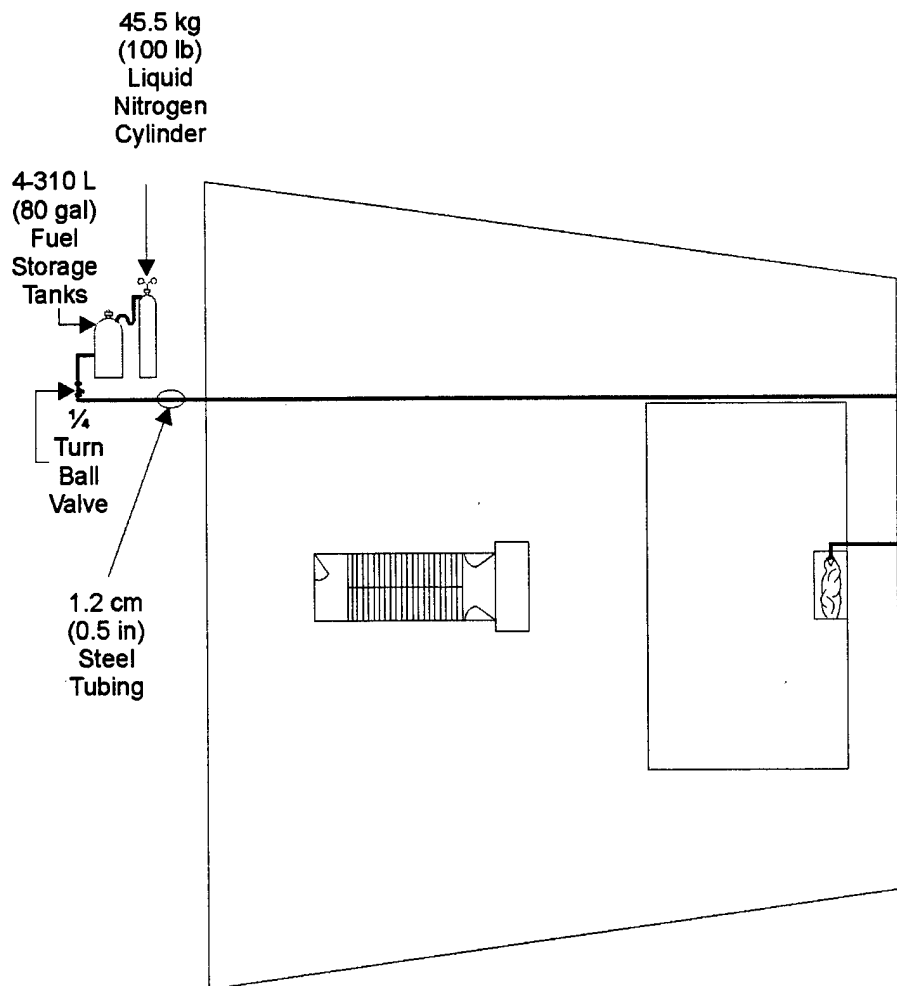 45.5 kg
(100 lb)
Liquid
Nitrogen
Cylinder
4-310 L
(80 gal)
Fuel
Storage
Tanks
¼
Turn
Ball
Valve
1.2 cm
(0.5 in)
Steel
Tubing